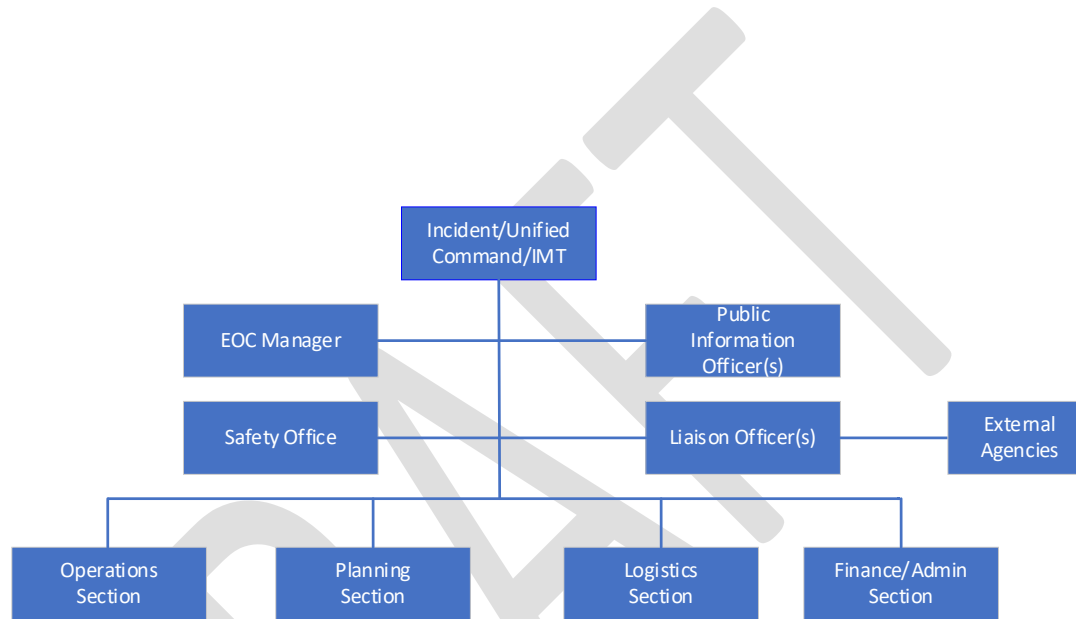 Incident/Unified
Command/IMT
EOC Manager
Public
Information
Officer(s)
Safety Office
Liaison Officer(s)
External
Agencies
Operations
Section
Planning
Section
Logistics
Section
Finance/Admin
Section
DRAFT